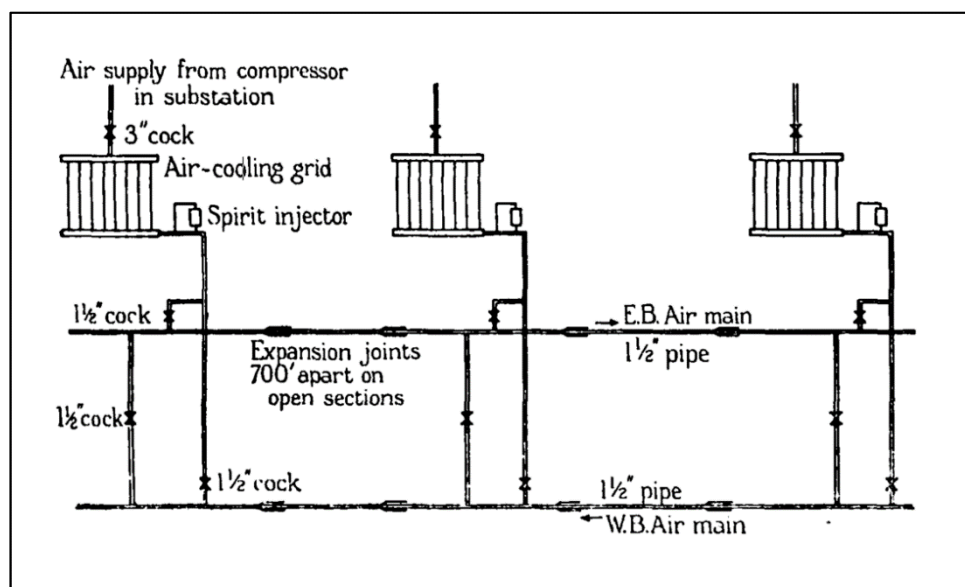 Air supply from compressor
in substation
3" cock
Air-cooling grid
Spirit injector
1½" cock
E.B. Air main
1½" pipe
Expansion joints
700' apart on
open sections
1½" cock
1½" cock
1½" pipe
W.B. Air main